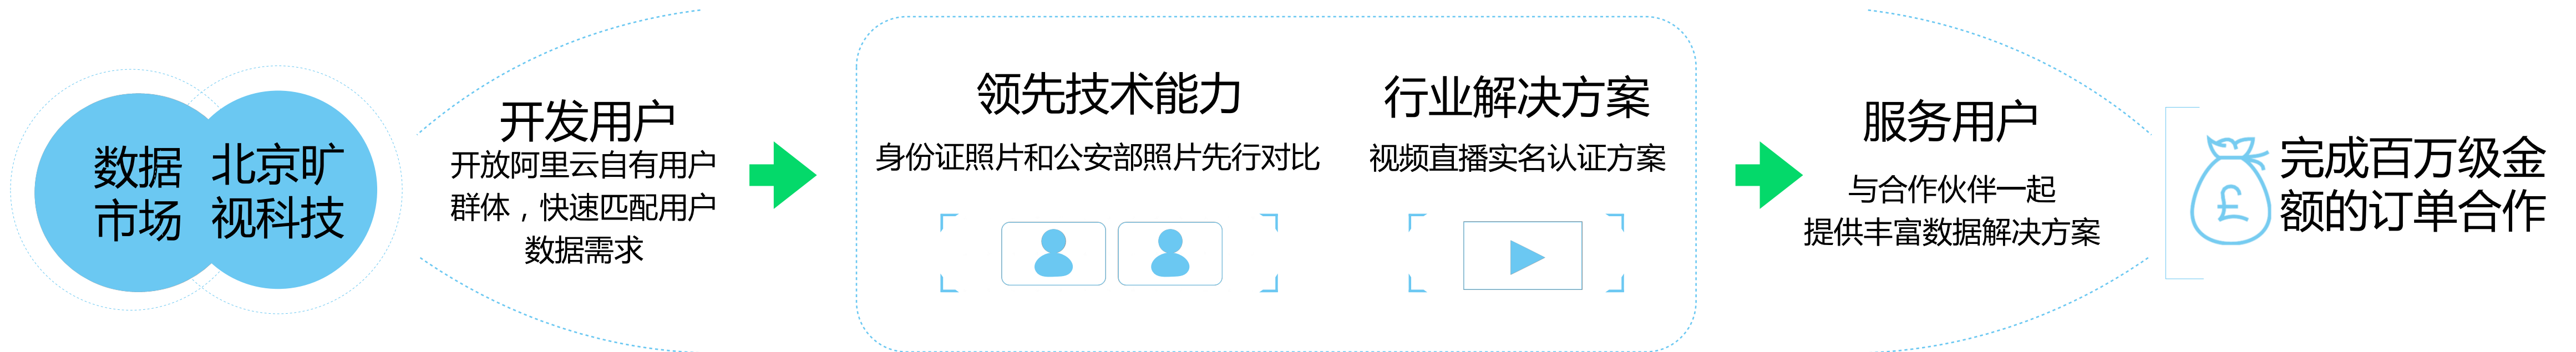 数据
市场
北京旷
视科技
开发用户
开放阿里云自有用户
群体，快速匹配用户
数据需求
领先技术能力
身份证照片和公安部照片先行对比
行业解决方案
视频直播实名认证方案
服务用户
与合作伙伴一起
提供丰富数据解决方案
£
完成百万级金
额的订单合作